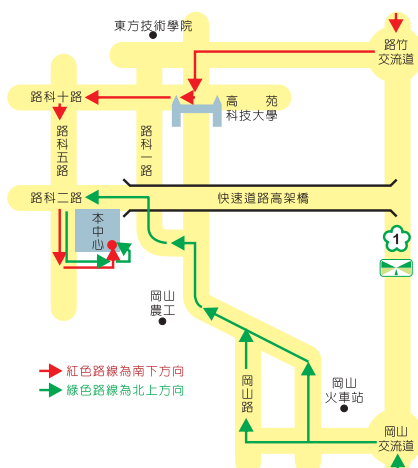 東方技術學院
路竹
交流道
路科十路
高苑
科技大學
路科五路
路科一路
路科二路
快速道路高架橋
本中心
1
岡山
農工
紅色路線為南下方向
綠色路線為北上方向
岡山路
岡山
火車站
岡山
交流道